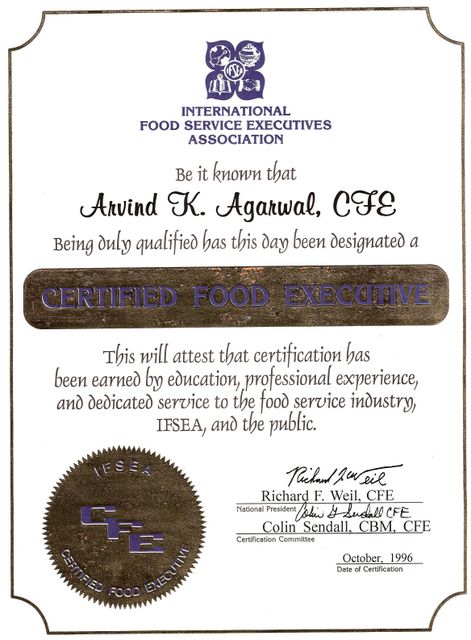 IFSEA
INTERNATIONAL
FOOD SERVICE EXECUTIVES
ASSOCIATION
Be it known that
Arvind K. Agarwal, CFE
Being duly qualified has this day been designated a
CERTIFIED FOOD EXECUTIVE
This will attest that certification has
been earned by education, professional experience,
and dedicated service to the food service industry,
IFSEA, and the public.
IFSEA
CFE
CERTIFIED FOOD EXECUTIVE
Richard F. Weil
Richard F. Weil, CFE
National President
Colin G Sendall CFE
Colin Sendall, CBM, CFE
Certification Committee
October, 1996
Date of Certification